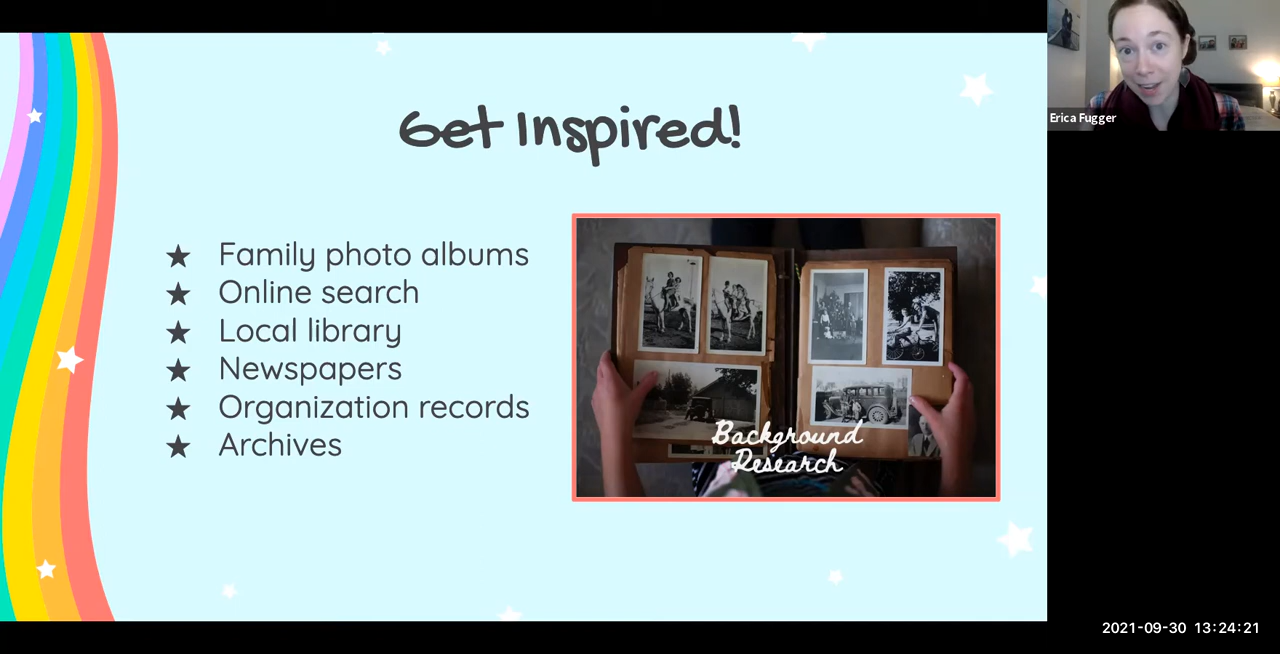 Get Inspired!
Family photo albums
Online search
Local library
Newspapers
Organization records
Archives
Background
Research
Erica Fugger
2021-09-30 13:24:21